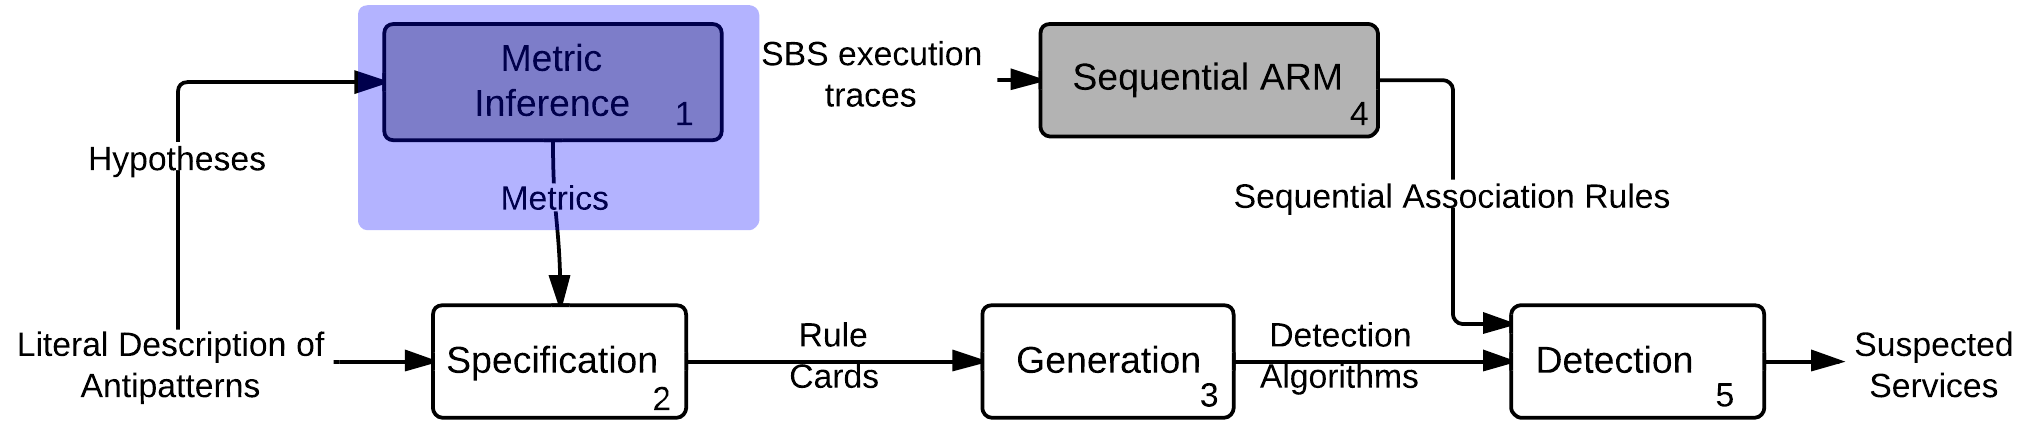 Metric
Inference
1
SBS execution
traces
Sequential ARM
4
Hypotheses
Metrics
Sequential Association Rules
Literal Description of
Antipatterns
Specification
2
Rule
Cards
Generation
3
Detection
Algorithms
Detection
5
Suspected
Services